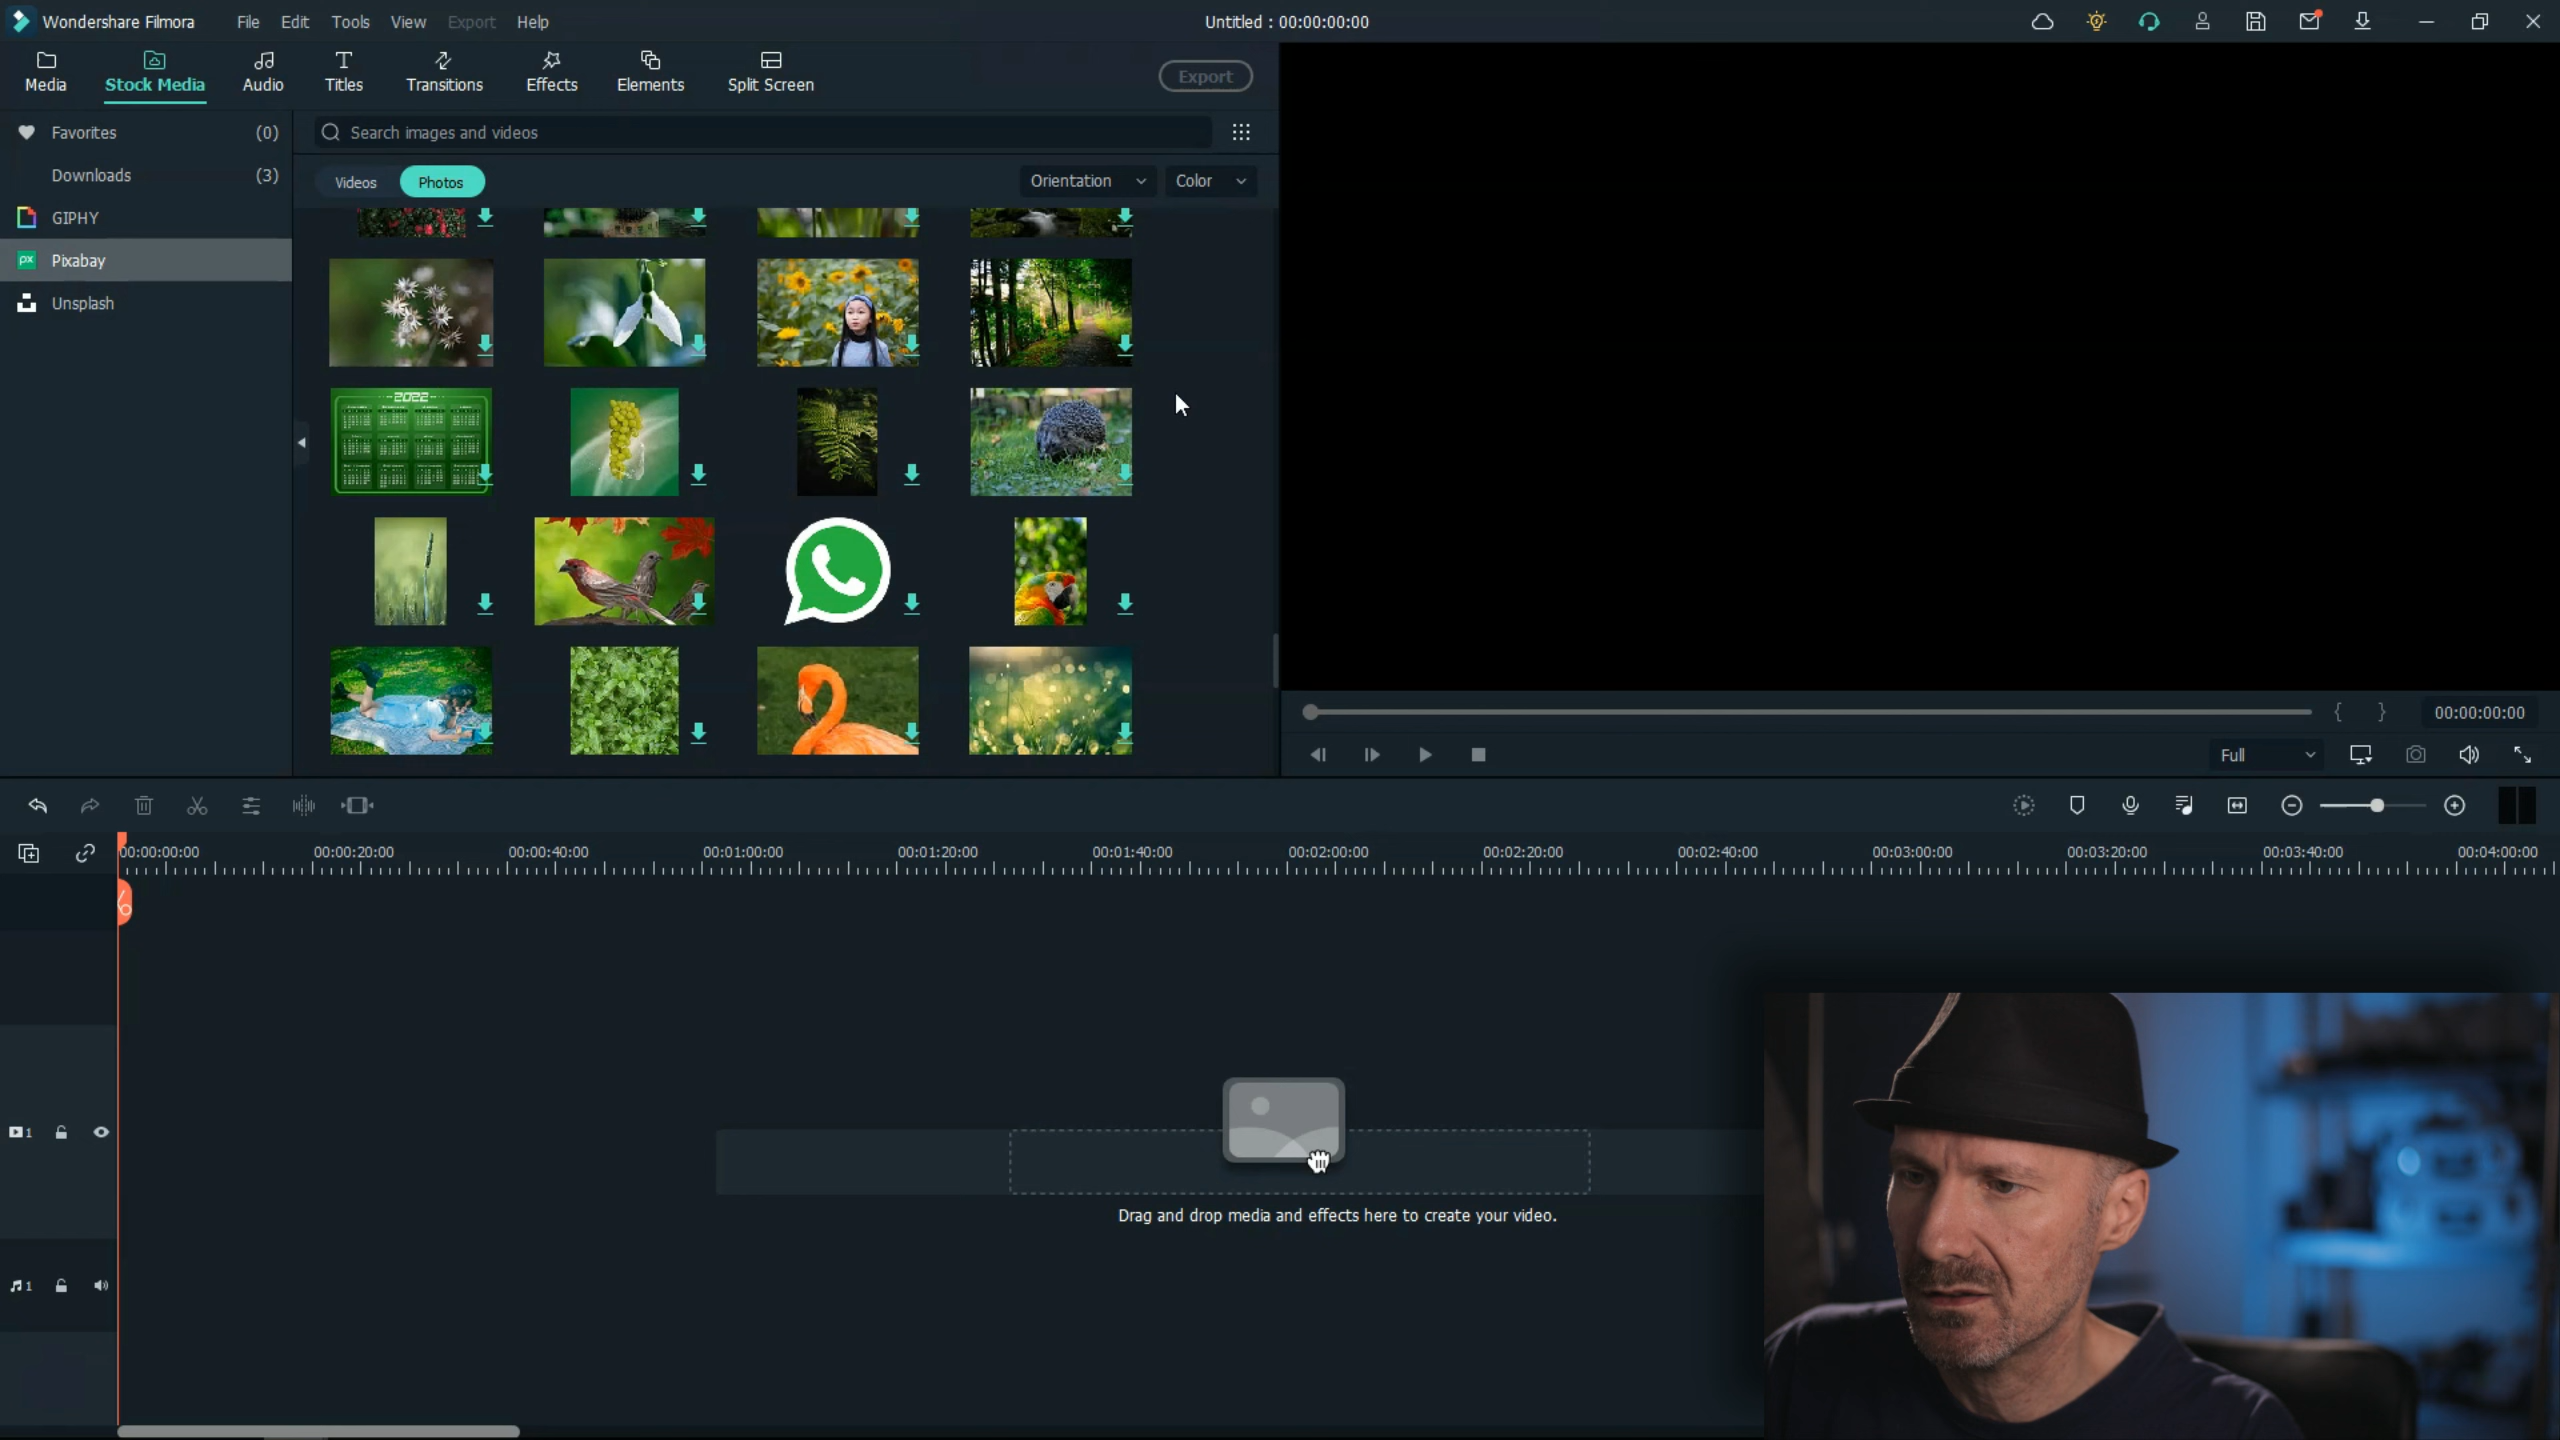 Wondershare Filmora File Edit Tools View Export Help Untitled : 00:00:00:00
Media Stock Media Audio Titles Transitions Effects Elements Split Screen Export
Favorites (0)
Search images and videos
Downloads (3)
Videos Photos Orientation Color
GIPHY
px Pixabay
Unsplash
2022
00:00:00:00
Full
00:00:00:00 00:00:20:00 00:00:40:00 00:01:00:00 00:01:20:00 00:01:40:00 00:02:00:00 00:02:20:00 00:02:40:00 00:03:00:00 00:03:20:00 00:03:40:00 00:04:00:00
1
Drag and drop media and effects here to create your video.
1